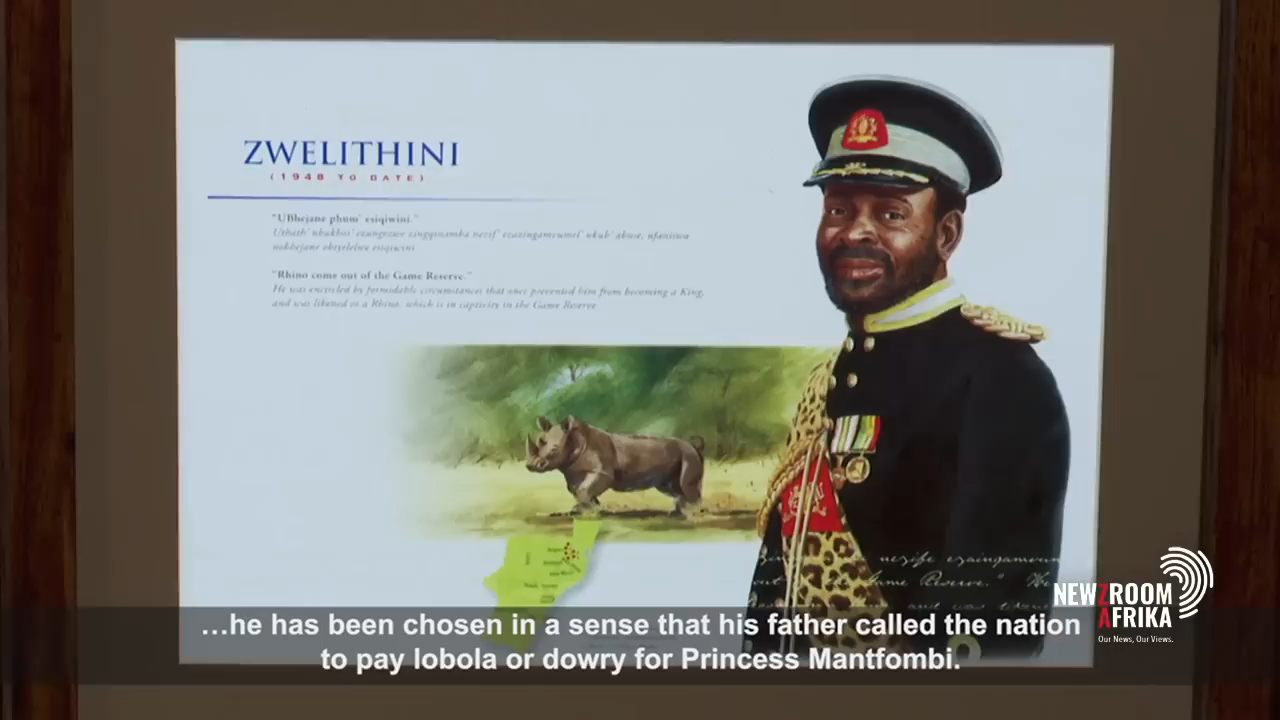 ZWELITHINI
(1948 TO DATE)
"UBhejane phum' esiqiwini."
"Rhino come out of the Game Reserve."
He was encircled by formidable circumstances that once prevented him from becoming a King,
and was likened to a Rhino, which is in captivity in the Game Reserve
Game Reserve."
NEWZROOM
AFRIKA
Our News, Our Views.
…he has been chosen in a sense that his father called the nation
to pay lobola or dowry for Princess Mantfombi.